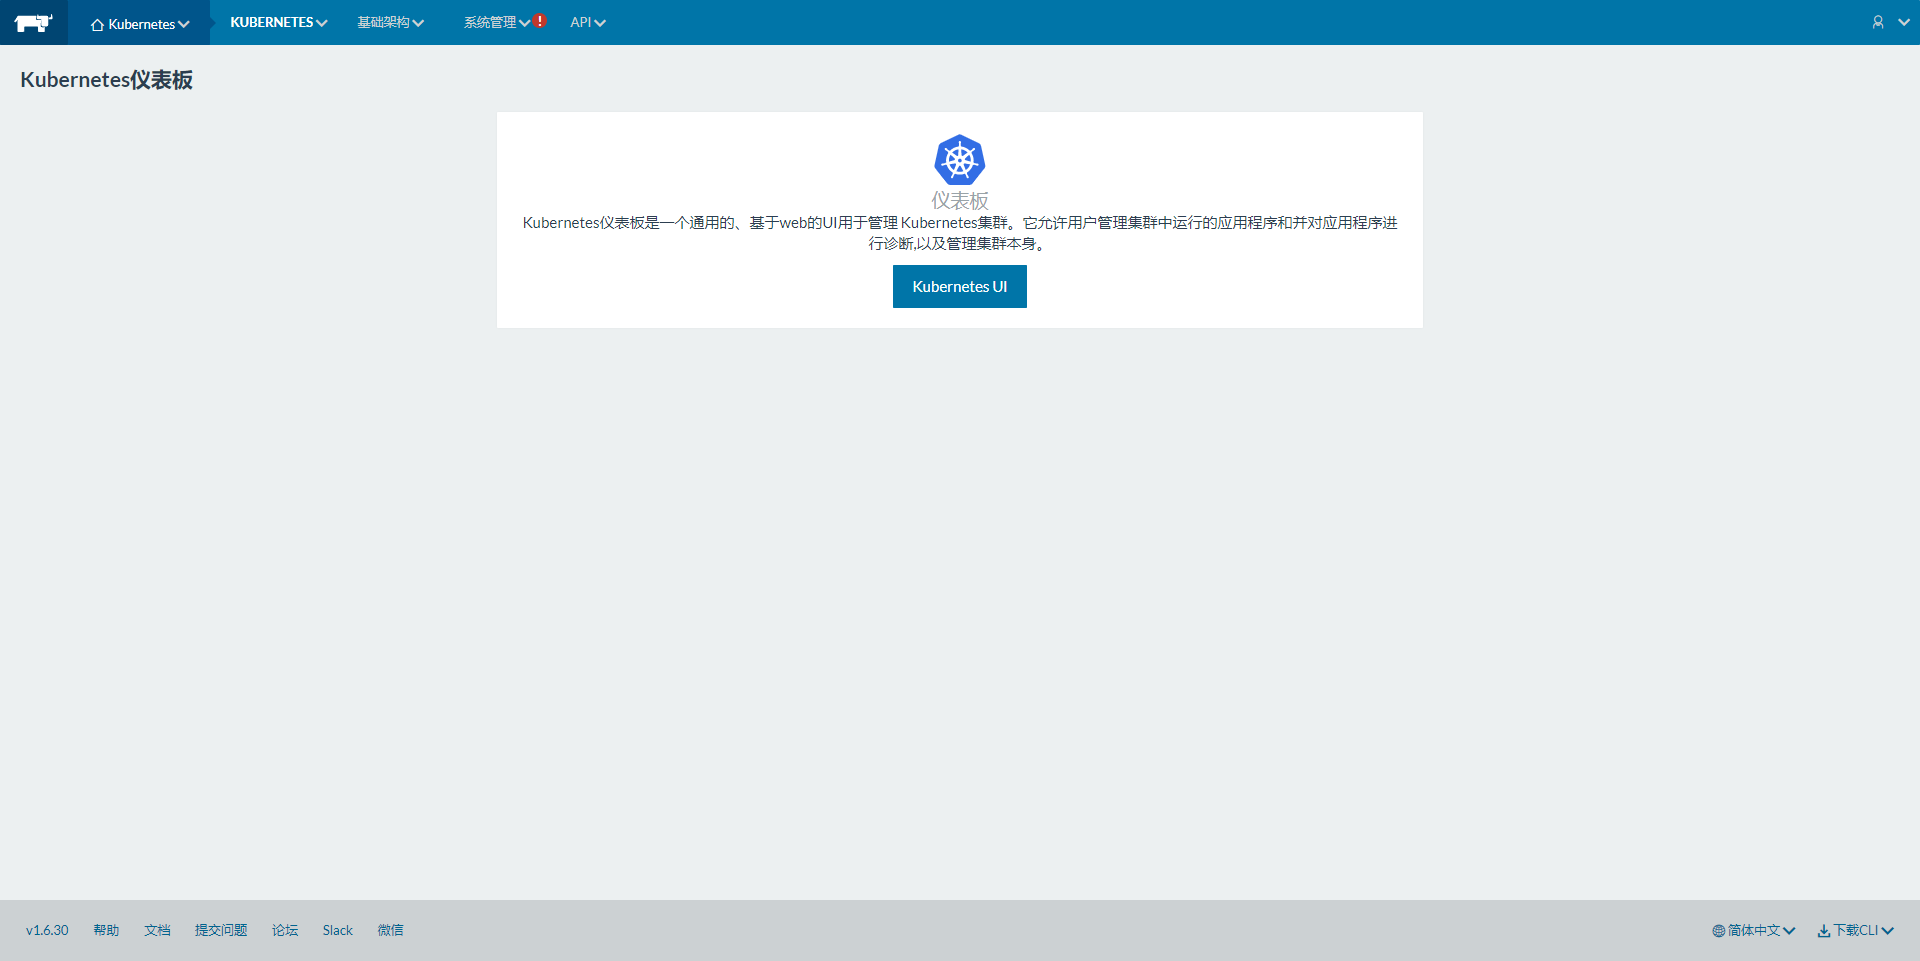 Kubernetes
KUBERNETES
基础架构
系统管理
API
Kubernetes仪表板
仪表板
Kubernetes仪表板是一个通用的、基于web的UI用于管理 Kubernetes集群。它允许用户管理集群中运行的应用程序和并对应用程序进
行诊断,以及管理集群本身。
Kubernetes UI
v1.6.30
帮助
文档
提交问题
论坛
Slack
微信
简体中文
下载CLI